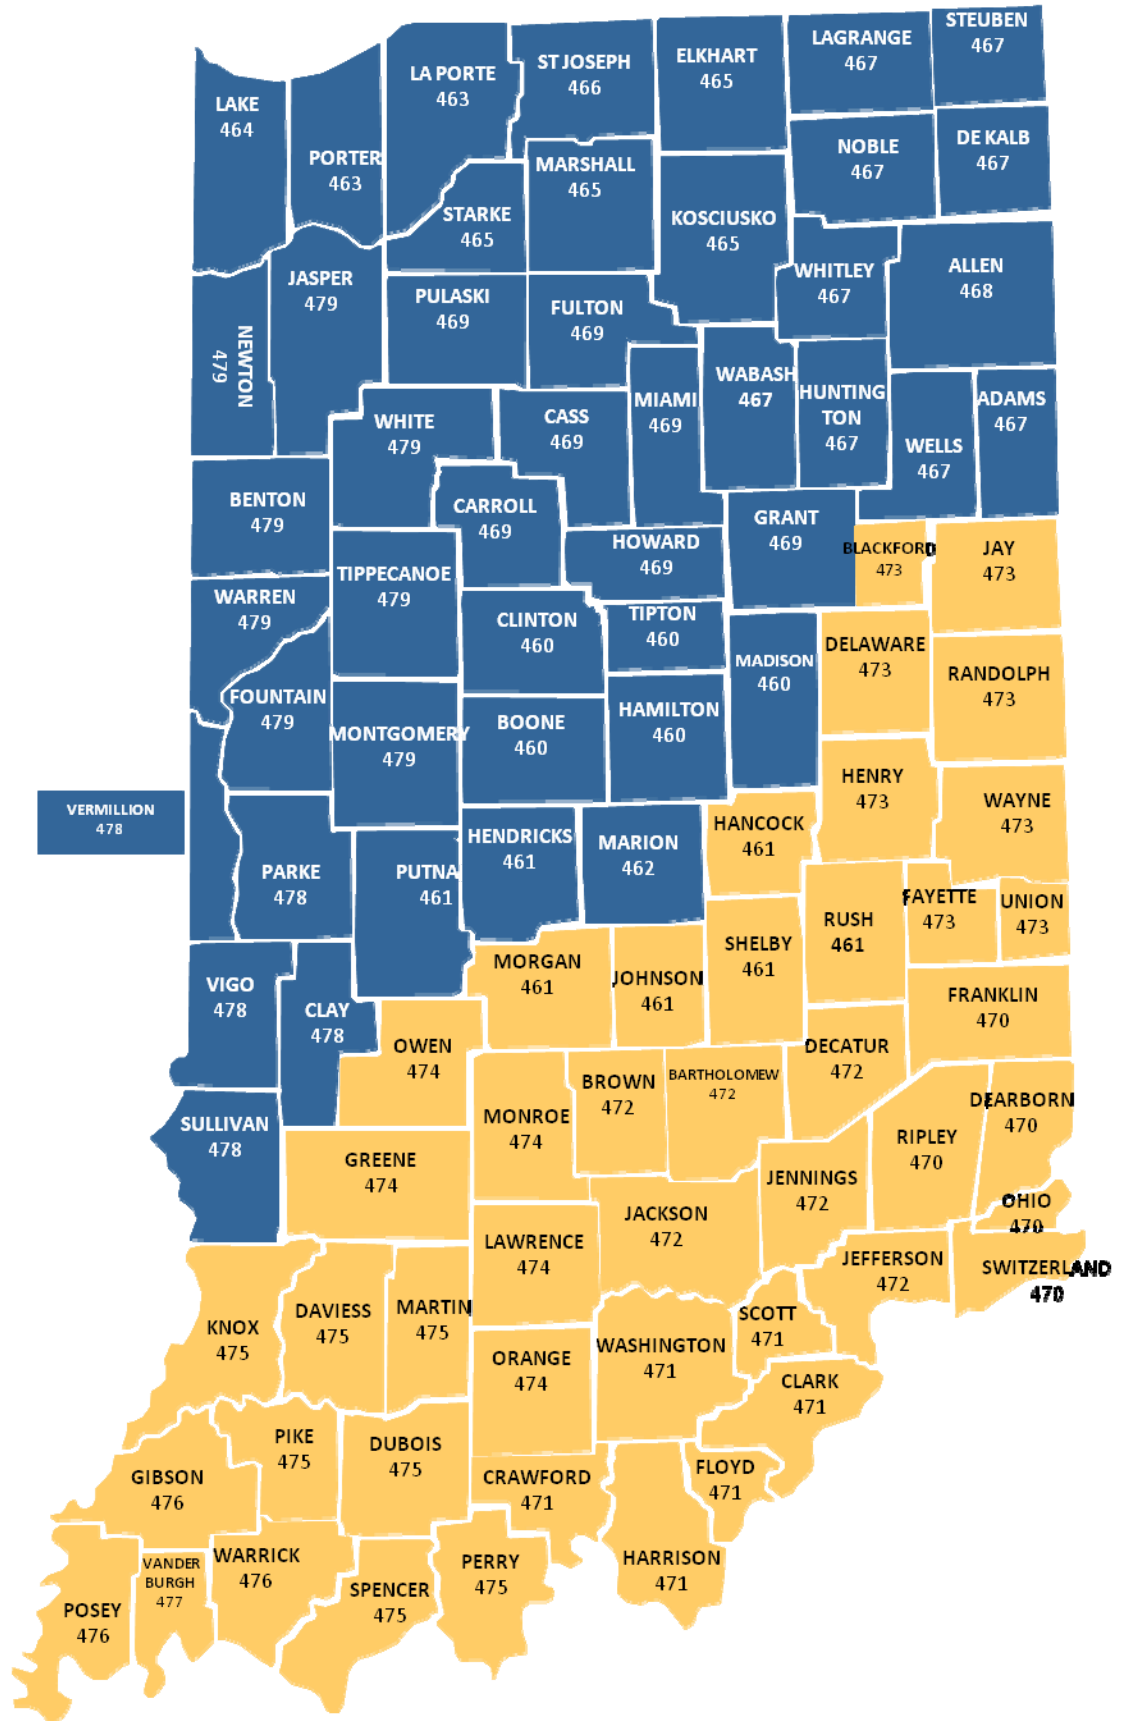 STEUBEN
467
LAGRANGE
467
ELKHART
465
ST JOSEPH
466
LA PORTE
463
LAKE
464
PORTER
463
DE KALB
467
NOBLE
467
MARSHALL
465
STARKE
465
KOSCIUSKO
465
WHITLEY
467
ALLEN
468
JASPER
479
PULASKI
469
FULTON
469
NEWTON
479
WABASH
467
HUNTING
TON
467
MIAMI
469
ADAMS
467
WELLS
467
CASS
469
WHITE
479
BENTON
479
CARROLL
469
GRANT
469
HOWARD
469
BLACKFORD
473
JAY
473
TIPPECANOE
479
WARREN
479
CLINTON
460
TIPTON
460
MADISON
460
DELAWARE
473
RANDOLPH
473
FOUNTAIN
479
MONTGOMERY
479
BOONE
460
HAMILTON
460
HENRY
473
WAYNE
473
VERMILLION
478
HANCOCK
461
HENDRICKS
461
MARION
462
PARKE
478
PUTNA
461
RUSH
461
FAYETTE
473
UNION
473
SHELBY
461
MORGAN
461
JOHNSON
461
VIGO
478
CLAY
478
FRANKLIN
470
OWEN
474
DECATUR
472
BROWN
472
BARTHOLOMEW
472
MONROE
474
DEARBORN
470
RIPLEY
470
SULLIVAN
478
GREENE
474
JENNINGS
472
OHIO
470
JACKSON
472
LAWRENCE
474
JEFFERSON
472
SWITZERLAND
470
KNOX
475
DAVIESS
475
MARTIN
475
SCOTT
471
WASHINGTON
471
ORANGE
474
CLARK
471
PIKE
475
DUBOIS
475
GIBSON
476
CRAWFORD
471
FLOYD
471
HARRISON
471
WARRICK
476
VANDER
BURGH
477
PERRY
475
SPENCER
475
POSEY
476